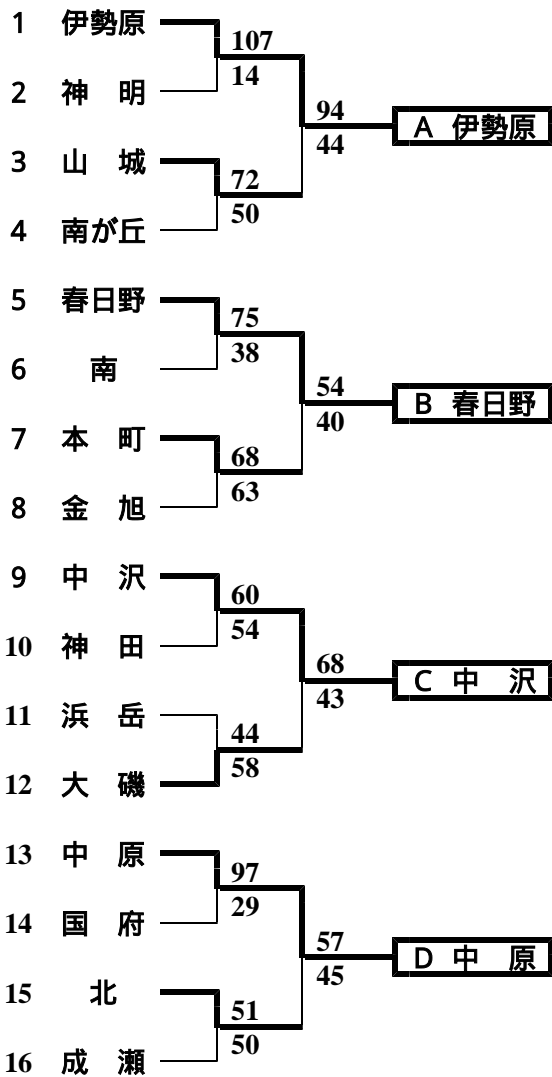 1 伊勢原
107
14
2 神 明
94
44
A 伊勢原
3 山 城
72
50
4 南が丘
5 春日野
75
38
6 南
54
40
B 春日野
7 本 町
68
63
8 金 旭
9 中 沢
60
54
10 神 田
68
43
C 中 沢
11 浜 岳
44
58
12 大 磯
13 中 原
97
29
14 国 府
57
45
D 中 原
15 北
51
50
16 成 瀬